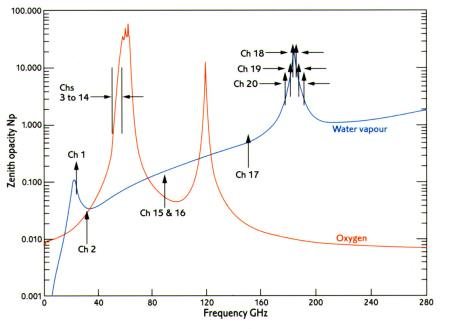 100.000
10.000
1.000
0.100
0.010
0.001
Zenith opacity Np
Chs
3 to 14
Ch 1
Ch 2
Ch 15 & 16
Ch 17
Ch 18
Ch 19
Ch 20
Water vapour
Oxygen
0 40 80 120 160 200 240 280
Frequency GHz